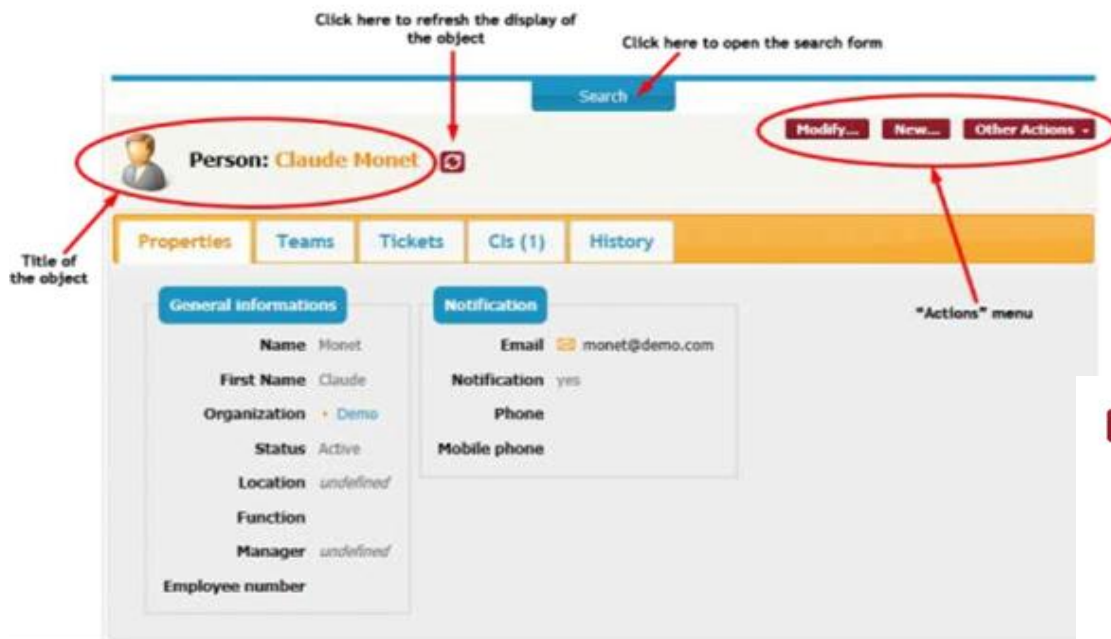 Click here to refresh the display of
the object
Click here to open the search form
Search
Modify... New... Other Actions
Person: Claude Monet
Properties Teams Tickets CIs (1) History
Title of
the object
General informations
Name Monet
First Name Claude
Organization Demo
Status Active
Location undefined
Function
Manager undefined
Employee number
Notification
Email monet@demo.com
Notification yes
Phone
Mobile phone
"Actions" menu